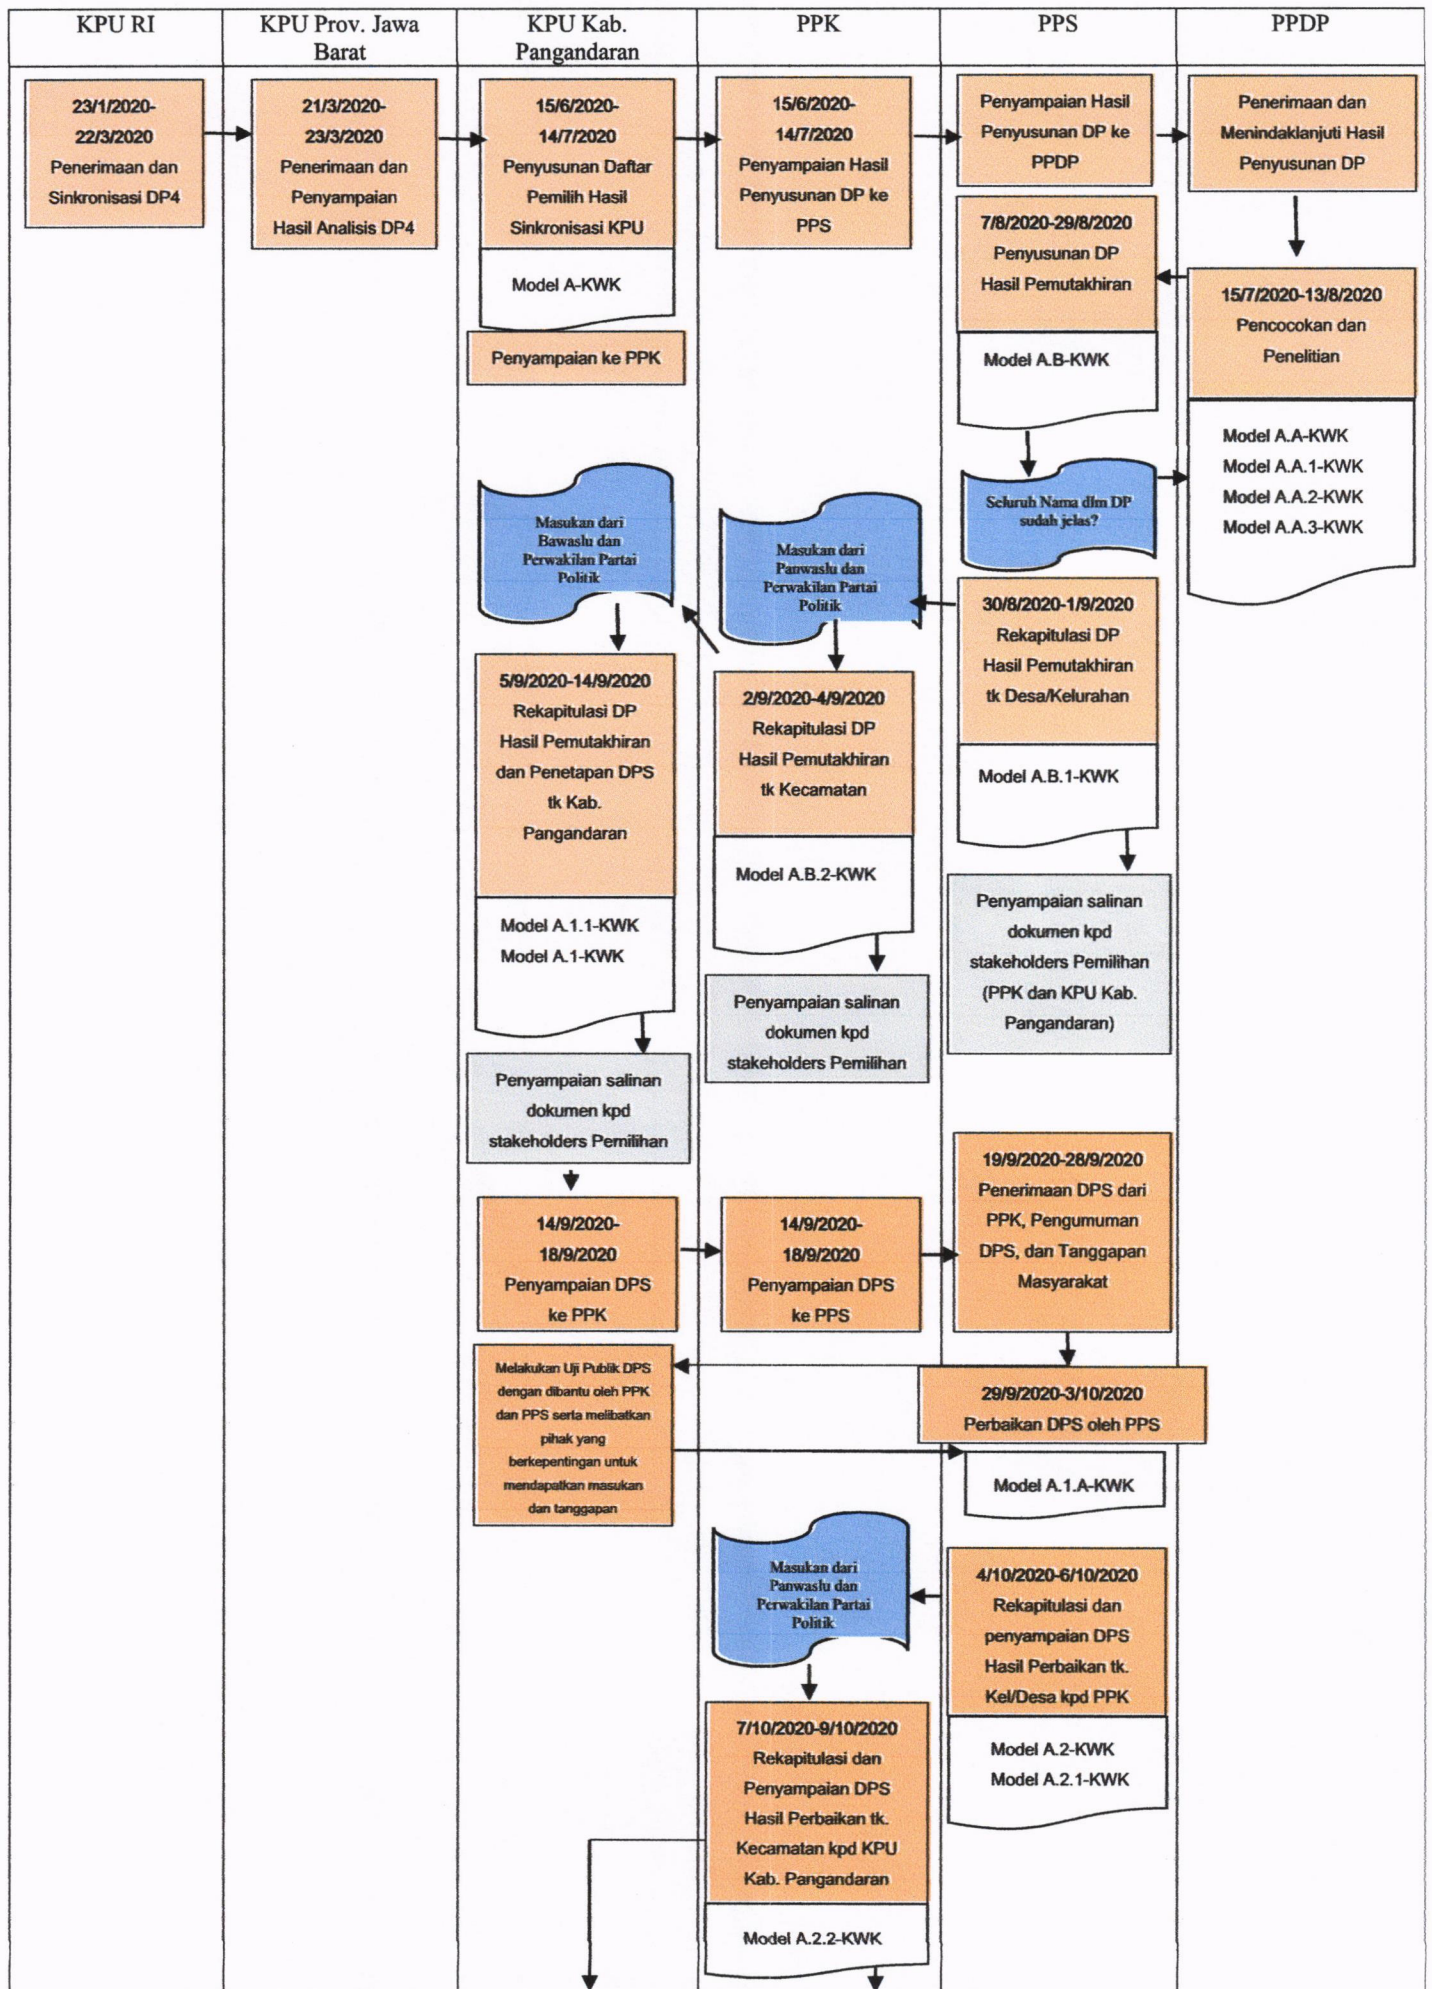 KPU RI
KPU Prov. Jawa
Barat
KPU Kab.
Pangandaran
PPK
PPS
PPDP
23/1/2020-
22/3/2020
Penerimaan dan
Sinkronisasi DP4
21/3/2020-
23/3/2020
Penerimaan dan
Penyampaian
Hasil Analisis DP4
15/6/2020-
14/7/2020
Penyusunan Daftar
Pemilih Hasil
Sinkronisasi KPU
Model A-KWK
Penyampaian ke PPK
15/6/2020-
14/7/2020
Penyampaian Hasil
Penyusunan DP ke
PPS
Penyampaian Hasil
Penyusunan DP ke
PPDP
Penerimaan dan
Menindaklanjuti Hasil
Penyusunan DP
7/8/2020-29/8/2020
Penyusunan DP
Hasil Pemutakhiran
Model A.B-KWK
15/7/2020-13/8/2020
Pencocokan dan
Penelitian
Model A.A-KWK
Model A.A.1-KWK
Model A.A.2-KWK
Model A.A.3-KWK
Seluruh Nama dlm DP
sudah jelas?
Masukan dari
Bawaslu dan
Perwakilan Partai
Politik
Masukan dari
Panwaslu dan
Perwakilan Partai
Politik
30/8/2020-1/9/2020
Rekapitulasi DP
Hasil Pemutakhiran
tk Desa/Kelurahan
Model A.B.1-KWK
5/9/2020-14/9/2020
Rekapitulasi DP
Hasil Pemutakhiran
dan Penetapan DPS
tk Kab.
Pangandaran
Model A.1.1-KWK
Model A.1-KWK
2/9/2020-4/9/2020
Rekapitulasi DP
Hasil Pemutakhiran
tk Kecamatan
Model A.B.2-KWK
Penyampaian salinan
dokumen kpd
stakeholders Pemilihan
(PPK dan KPU Kab.
Pangandaran)
Penyampaian salinan
dokumen kpd
stakeholders Pemilihan
Penyampaian salinan
dokumen kpd
stakeholders Pemilihan
14/9/2020-
18/9/2020
Penyampaian DPS
ke PPK
14/9/2020-
18/9/2020
Penyampaian DPS
ke PPS
19/9/2020-28/9/2020
Penerimaan DPS dari
PPK, Pengumuman
DPS, dan Tanggapan
Masyarakat
Melakukan Uji Publik DPS
dengan dibantu oleh PPK
dan PPS serta melibatkan
pihak yang
berkepentingan untuk
mendapatkan masukan
dan tanggapan
29/9/2020-3/10/2020
Perbaikan DPS oleh PPS
Model A.1.A-KWK
Masukan dari
Panwaslu dan
Perwakilan Partai
Politik
4/10/2020-6/10/2020
Rekapitulasi dan
penyampaian DPS
Hasil Perbaikan tk.
Kel/Desa kpd PPK
Model A.2-KWK
Model A.2.1-KWK
7/10/2020-9/10/2020
Rekapitulasi dan
Penyampaian DPS
Hasil Perbaikan tk.
Kecamatan kpd KPU
Kab. Pangandaran
Model A.2.2-KWK